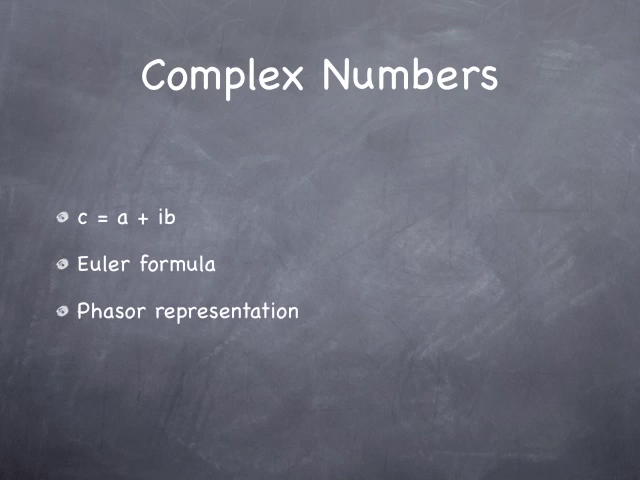 Complex Numbers
c = a + ib
Euler formula
Phasor representation